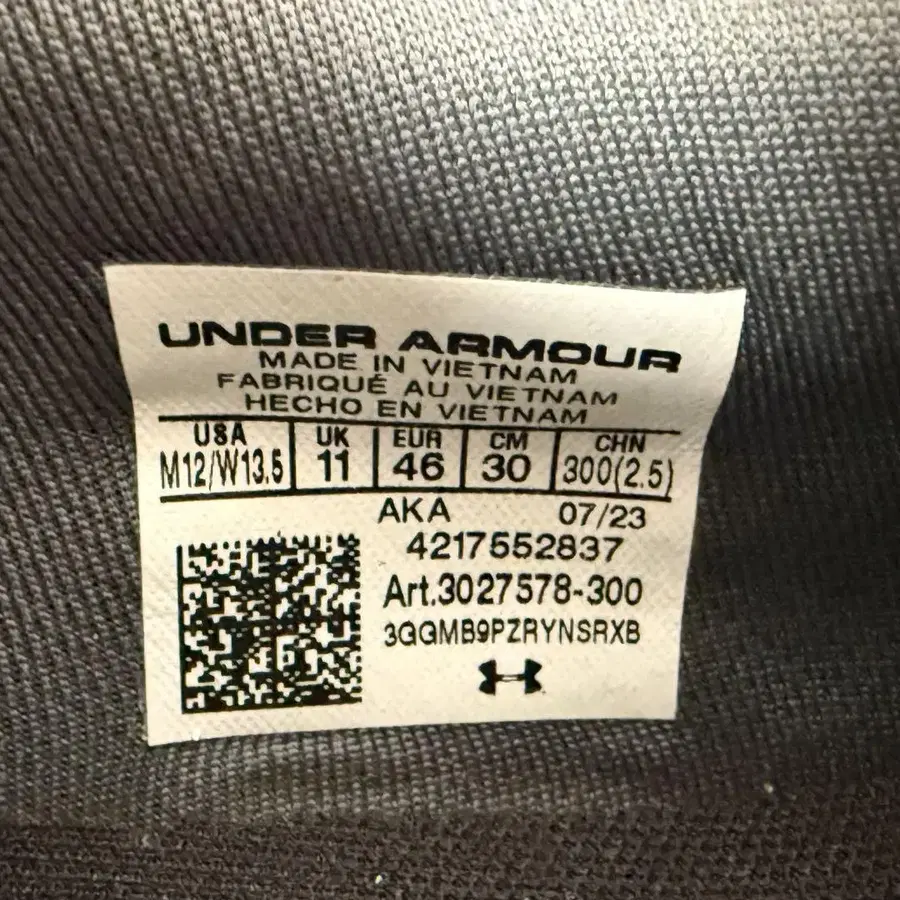 UNDER ARMOUR
MADE IN VIETNAM
FABRIQUÉ AU VIETNAM
HECHO EN VIETNAM
USA UK EUR CM CHN
M12/W13.5 11 46 30 300(2.5)
AKA 07/23
4217552837
Art.3027578-300
3GGMB9PZRYNSRXB